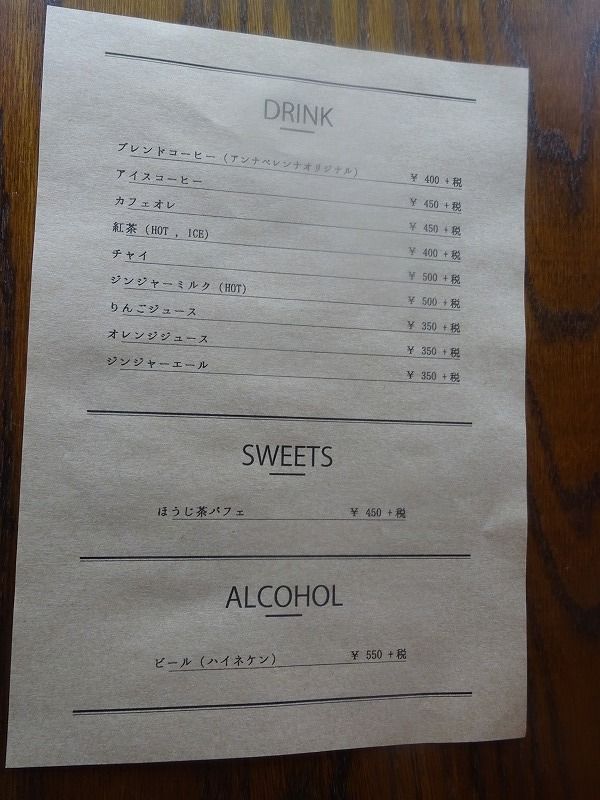 DRINK
ブレンドコーヒー (アンナペレンナオリジナル) ¥ 400 +税
アイスコーヒー ¥ 450 +税
カフェオレ ¥ 450 +税
紅茶 (HOT , ICE) ¥ 400 +税
チャイ ¥ 500 +税
ジンジャーミルク (HOT) ¥ 500 +税
りんごジュース ¥ 350 +税
オレンジジュース ¥ 350 +税
ジンジャーエール ¥ 350 +税
SWEETS
ほうじ茶パフェ ¥ 450 +税
ALCOHOL
ビール (ハイネケン) ¥ 550 +税